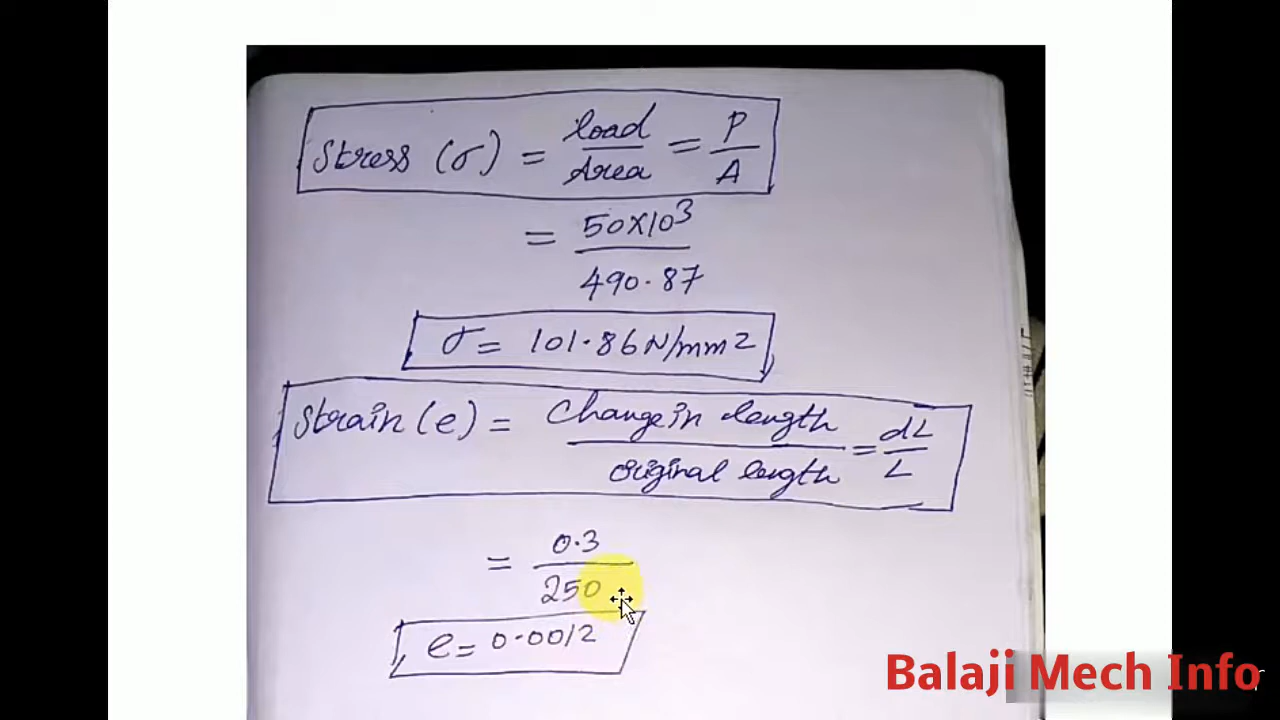 Stress (σ) = load / Area = P / A
= 50×10³ / 490.87
σ = 101.86 N/mm²
Strain (e) = Change in length / original length = dL / L
= 0.3 / 250
e = 0.0012
Balaji Mech Info